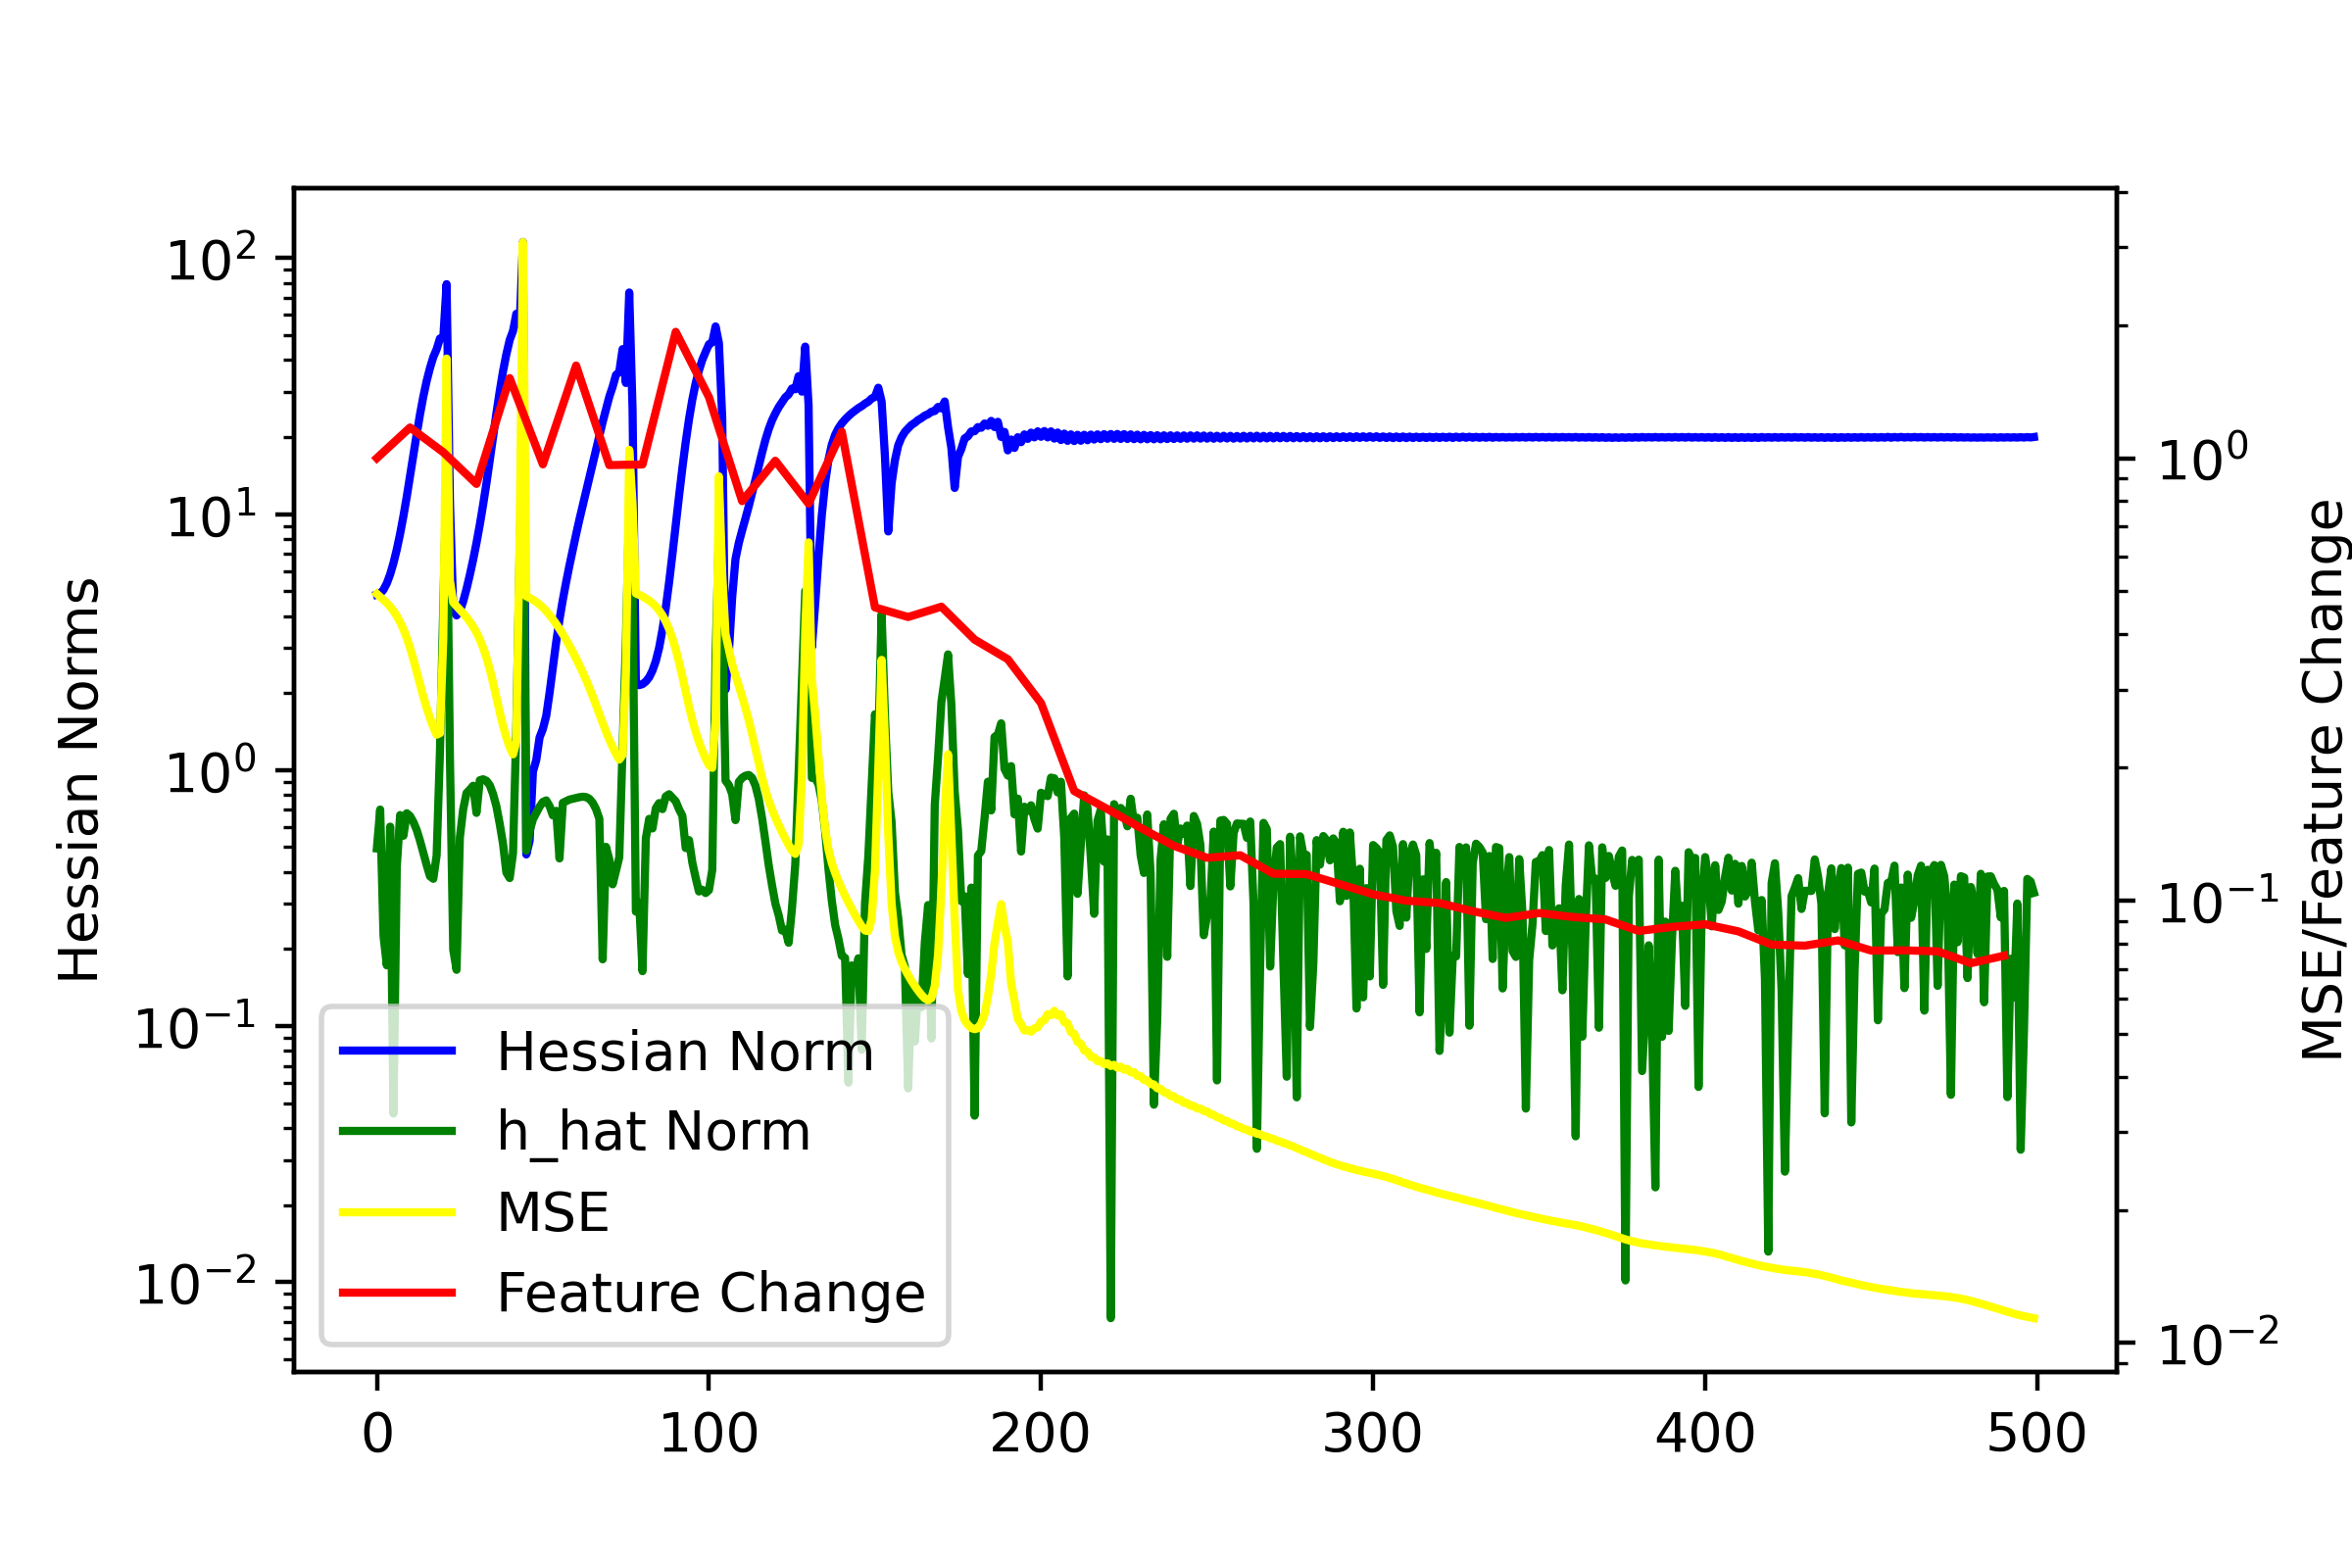 10²
10¹
10⁰
10⁻¹
10⁻²
Hessian Norms
Hessian Norm
h_hat Norm
MSE
Feature Change
0
100
200
300
400
500
10⁰
10⁻¹
10⁻²
MSE/Feature Change